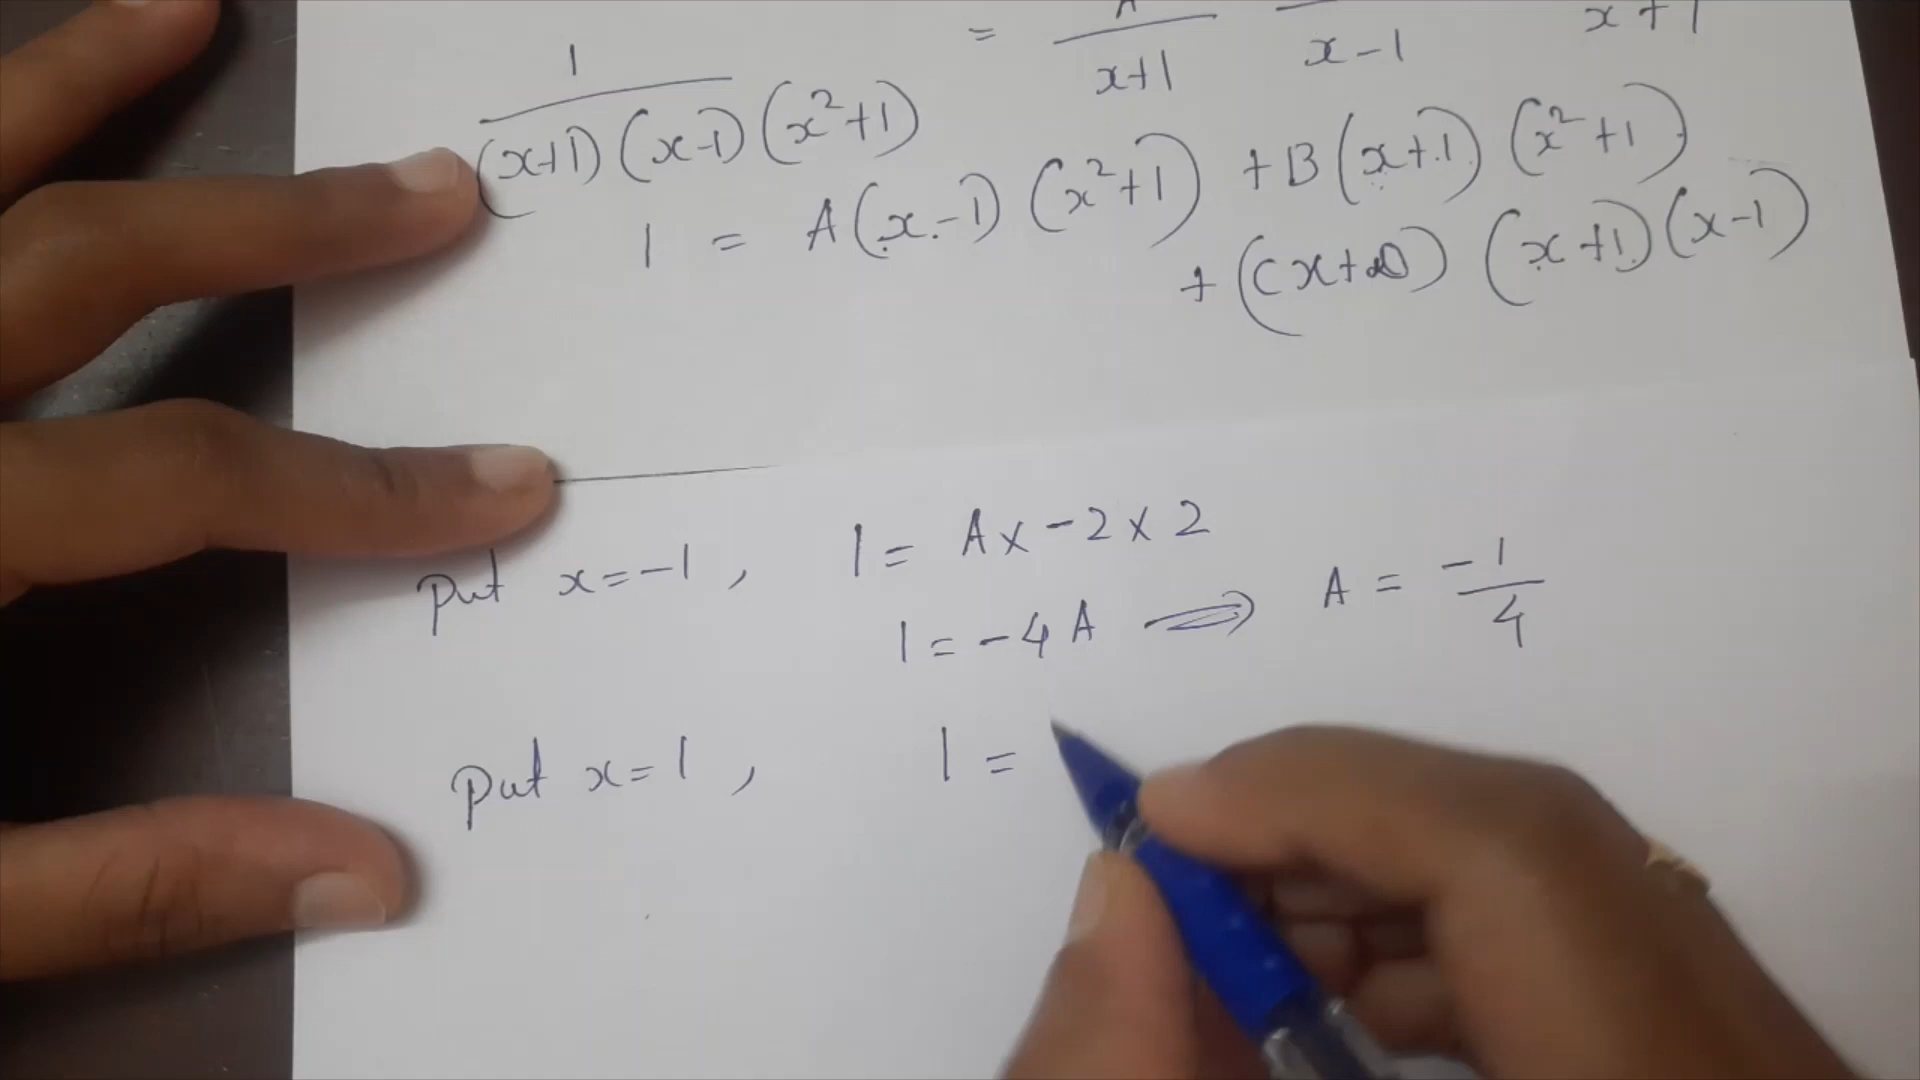 1/((x+1)(x-1)(x²+1)) = /(x+1) /(x-1) x+1
1 = A(x-1)(x²+1) + B(x+1)(x²+1)
+ (Cx+D)(x+1)(x-1)
put x=-1, 1 = A×-2×2
1 = -4A ⟹ A = -1/4
put x=1, 1 =